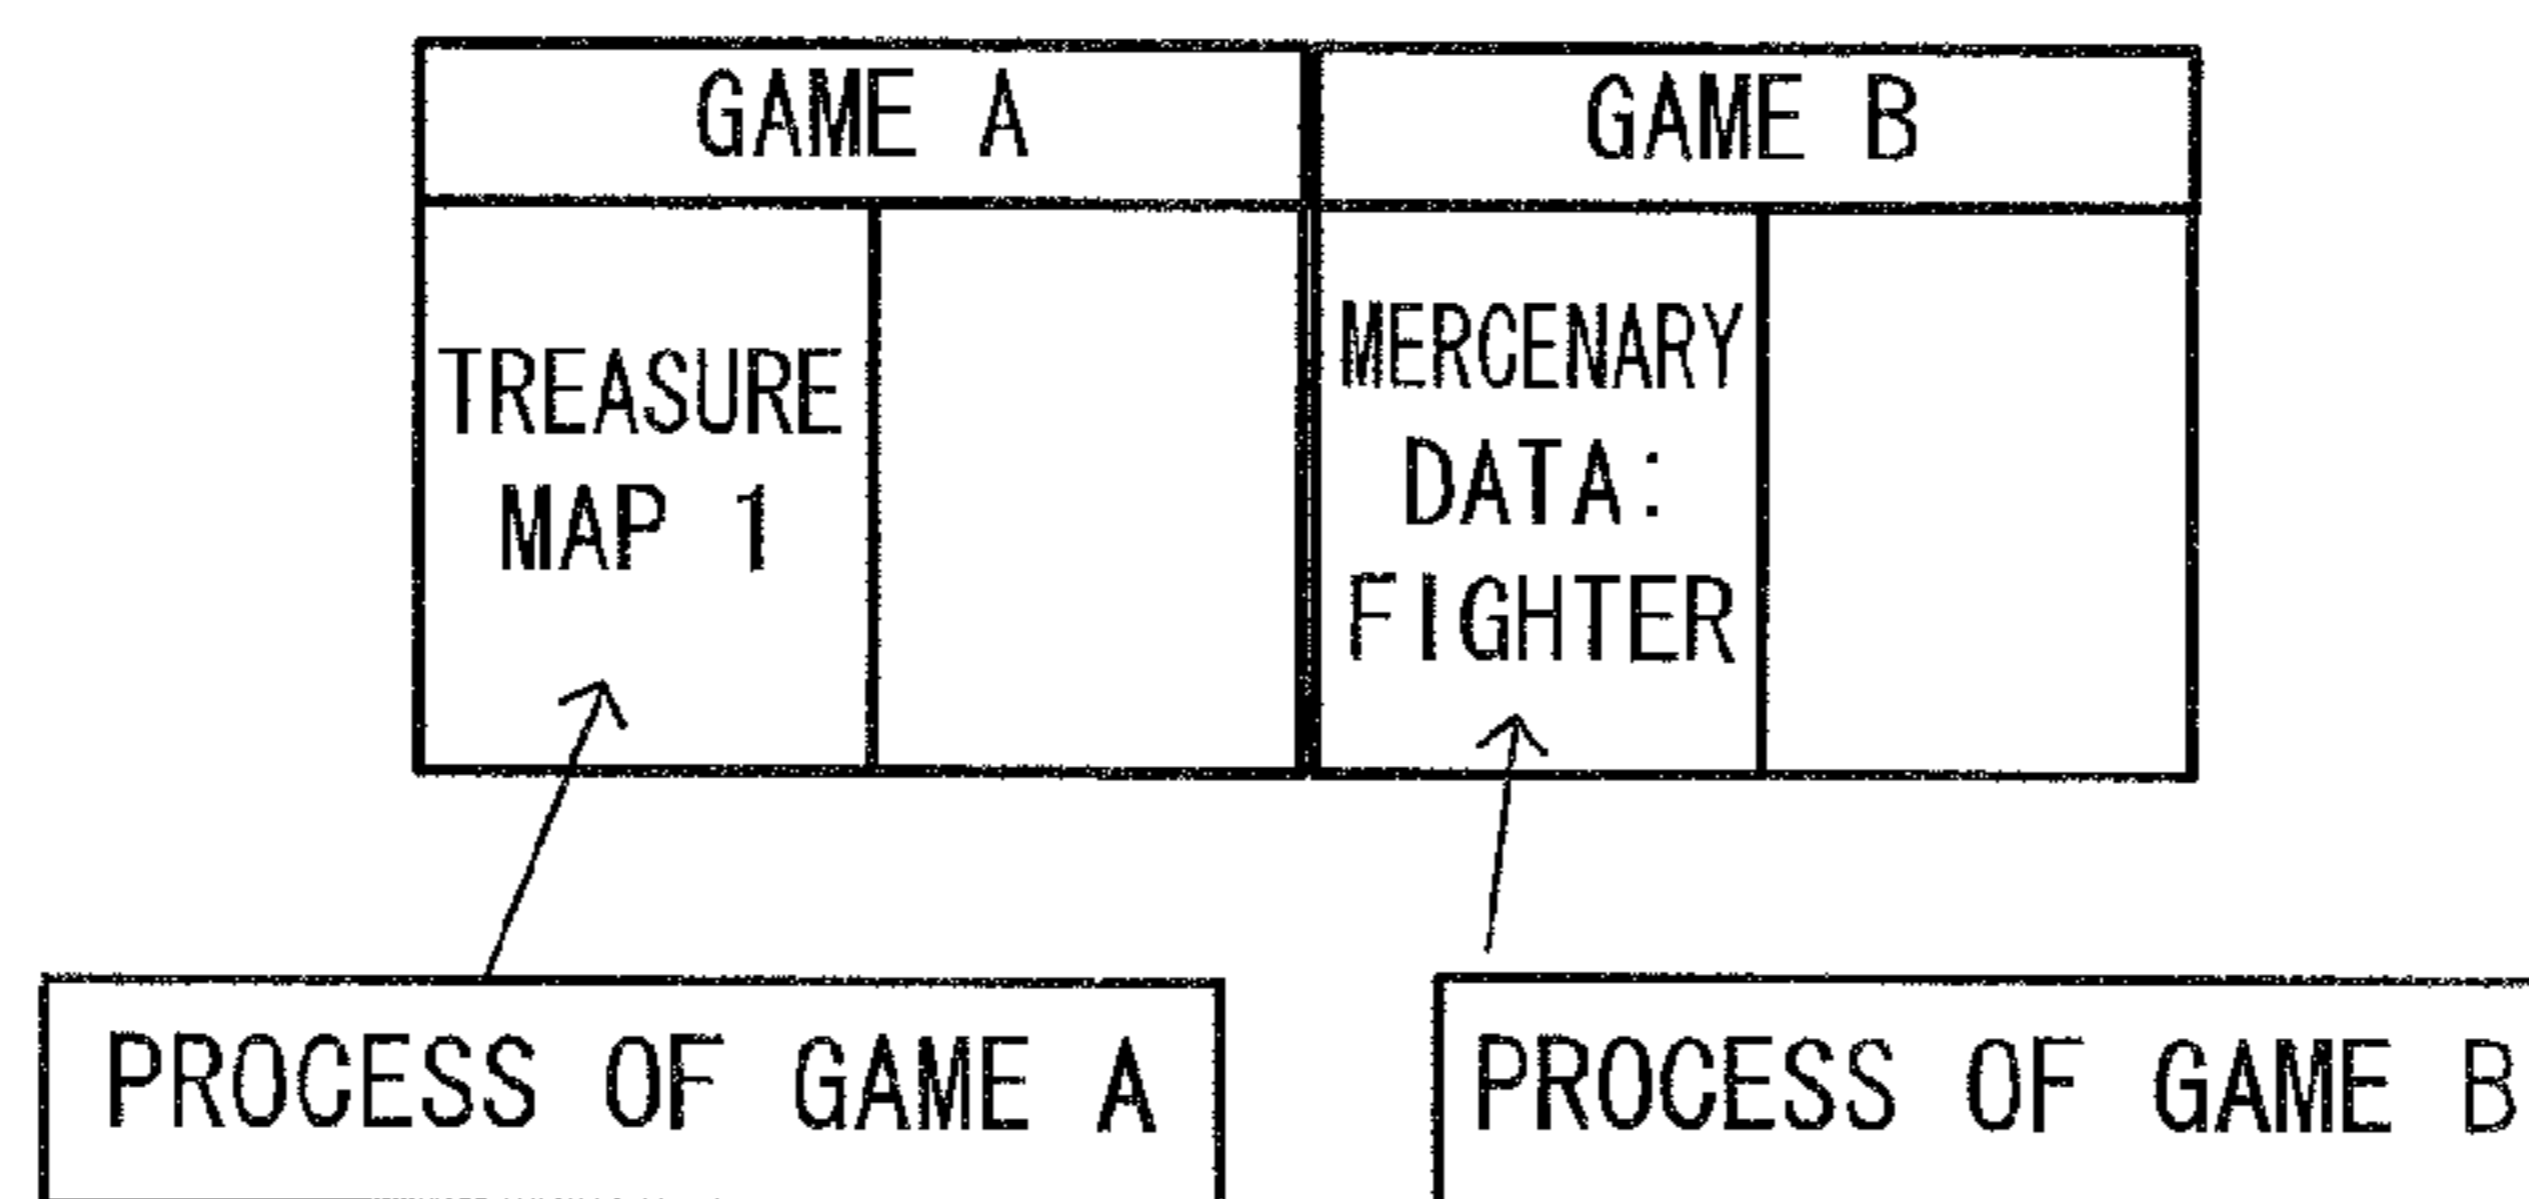 GAME A
GAME B
TREASURE
MAP 1
MERCENARY
DATA:
FIGHTER
PROCESS OF GAME A
PROCESS OF GAME B